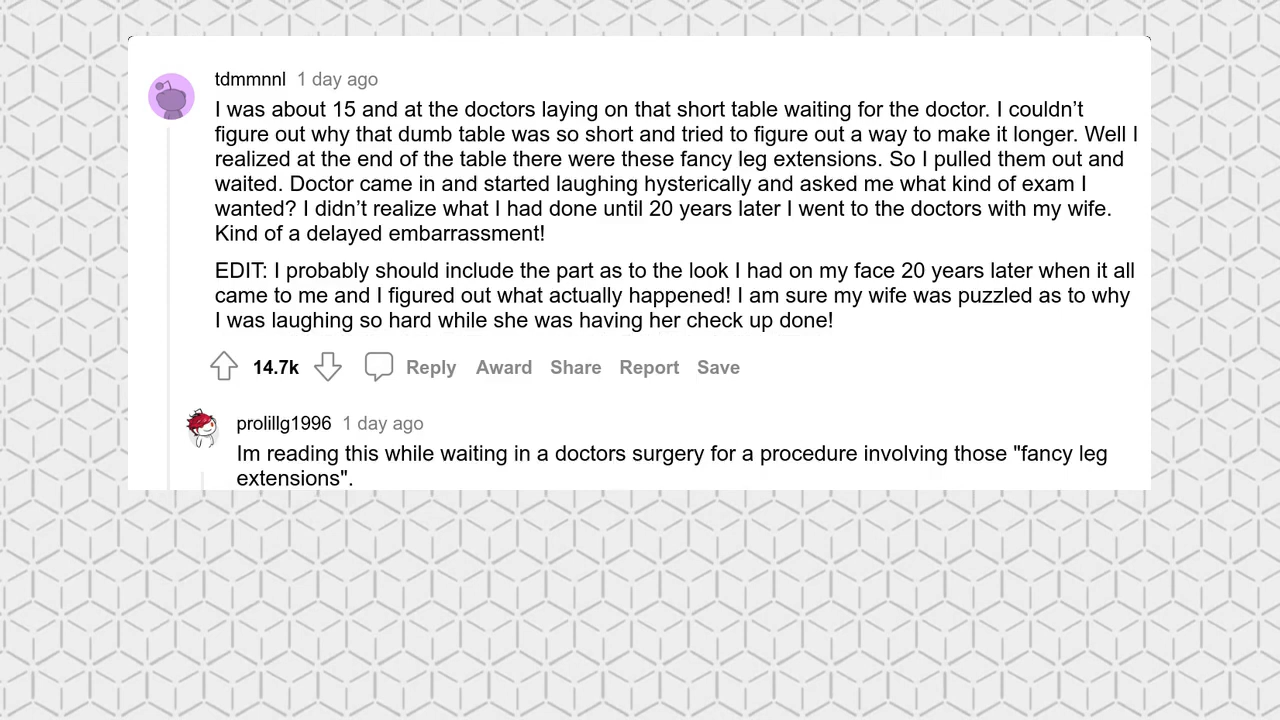 tdmmnnl 1 day ago
I was about 15 and at the doctors laying on that short table waiting for the doctor. I couldn’t
figure out why that dumb table was so short and tried to figure out a way to make it longer. Well I
realized at the end of the table there were these fancy leg extensions. So I pulled them out and
waited. Doctor came in and started laughing hysterically and asked me what kind of exam I
wanted? I didn’t realize what I had done until 20 years later I went to the doctors with my wife.
Kind of a delayed embarrassment!
EDIT: I probably should include the part as to the look I had on my face 20 years later when it all
came to me and I figured out what actually happened! I am sure my wife was puzzled as to why
I was laughing so hard while she was having her check up done!
14.7k Reply Award Share Report Save
prolillg1996 1 day ago
Im reading this while waiting in a doctors surgery for a procedure involving those "fancy leg
extensions".